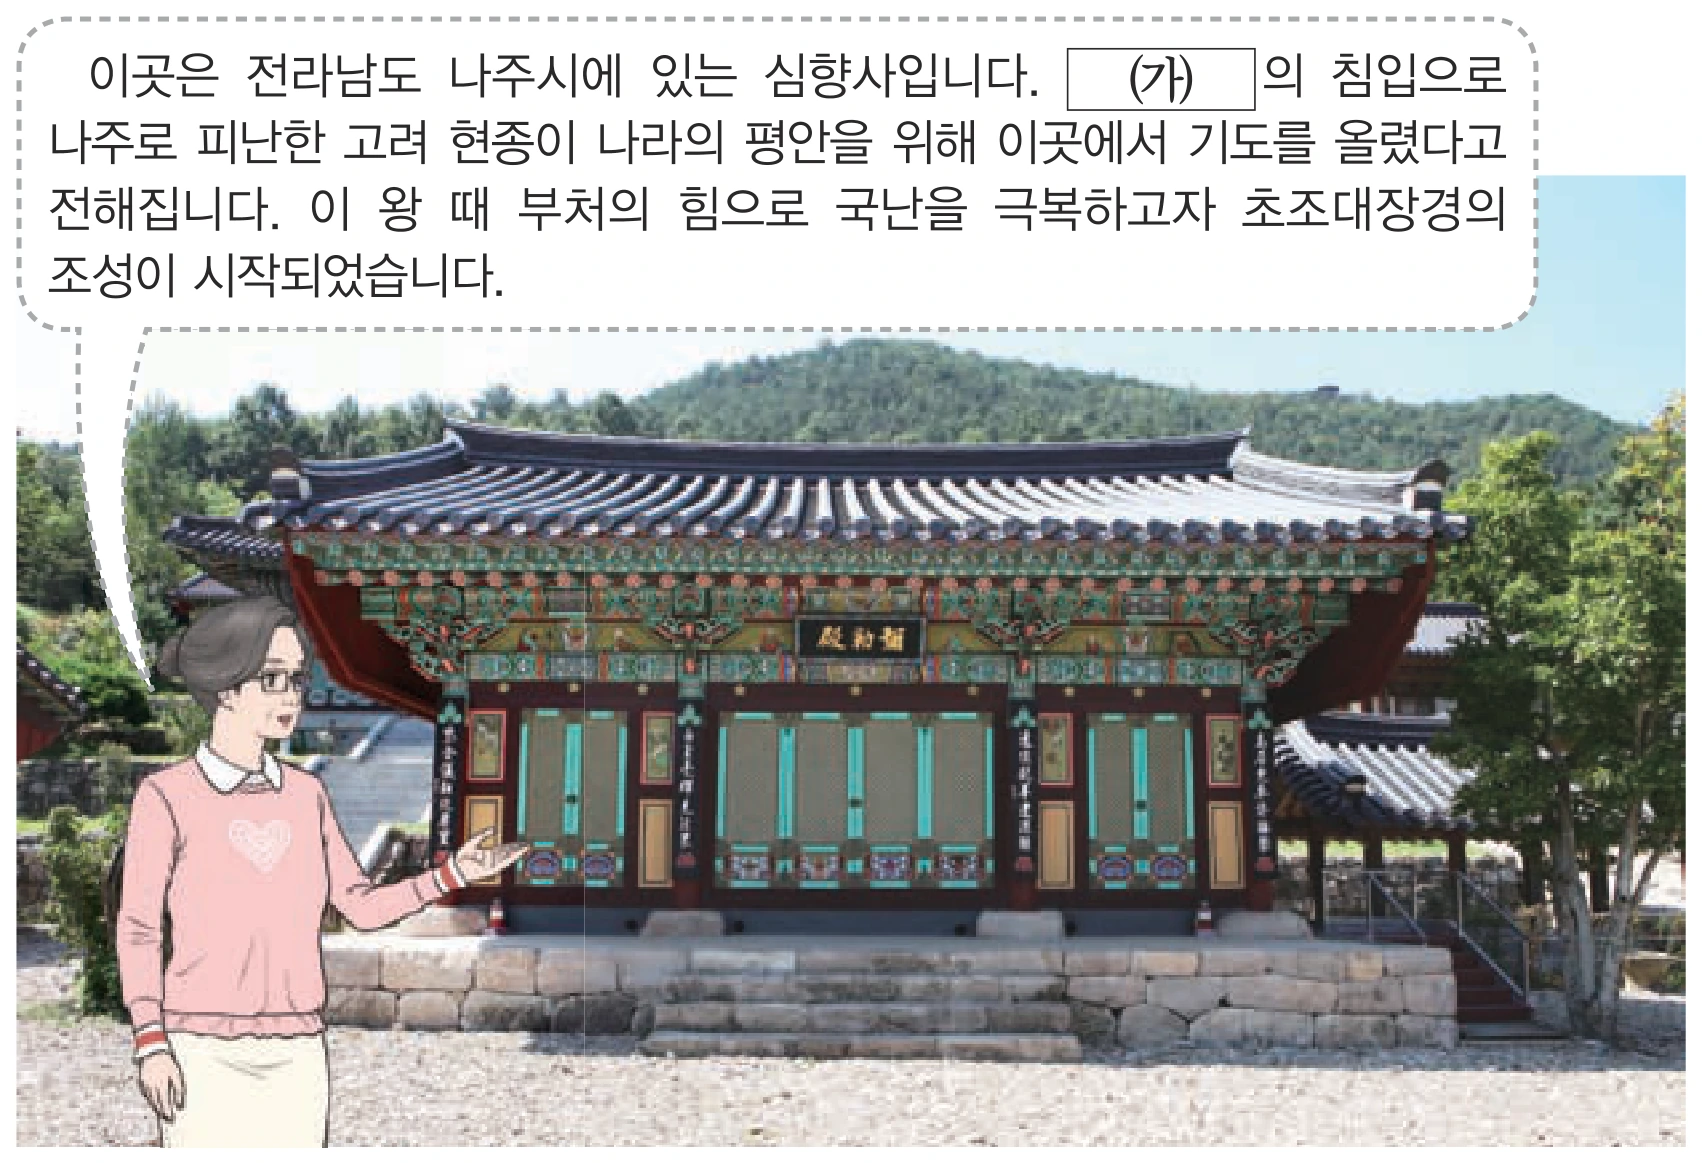 이곳은 전라남도 나주시에 있는 심향사입니다. (가) 의 침입으로
나주로 피난한 고려 현종이 나라의 평안을 위해 이곳에서 기도를 올렸다고
전해집니다. 이 왕 때 부처의 힘으로 국난을 극복하고자 초조대장경의
조성이 시작되었습니다.
殿勒彌